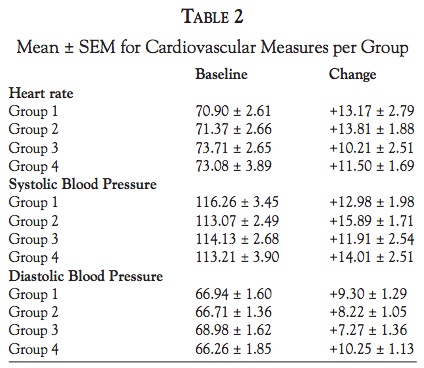 TABLE 2
Mean ± SEM for Cardiovascular Measures per Group
Baseline Change
Heart rate
Group 1 70.90 ± 2.61 +13.17 ± 2.79
Group 2 71.37 ± 2.66 +13.81 ± 1.88
Group 3 73.71 ± 2.65 +10.21 ± 2.51
Group 4 73.08 ± 3.89 +11.50 ± 1.69
Systolic Blood Pressure
Group 1 116.26 ± 3.45 +12.98 ± 1.98
Group 2 113.07 ± 2.49 +15.89 ± 1.71
Group 3 114.13 ± 2.68 +11.91 ± 2.54
Group 4 113.21 ± 3.90 +14.01 ± 2.51
Diastolic Blood Pressure
Group 1 66.94 ± 1.60 +9.30 ± 1.29
Group 2 66.71 ± 1.36 +8.22 ± 1.05
Group 3 68.98 ± 1.62 +7.27 ± 1.36
Group 4 66.26 ± 1.85 +10.25 ± 1.13